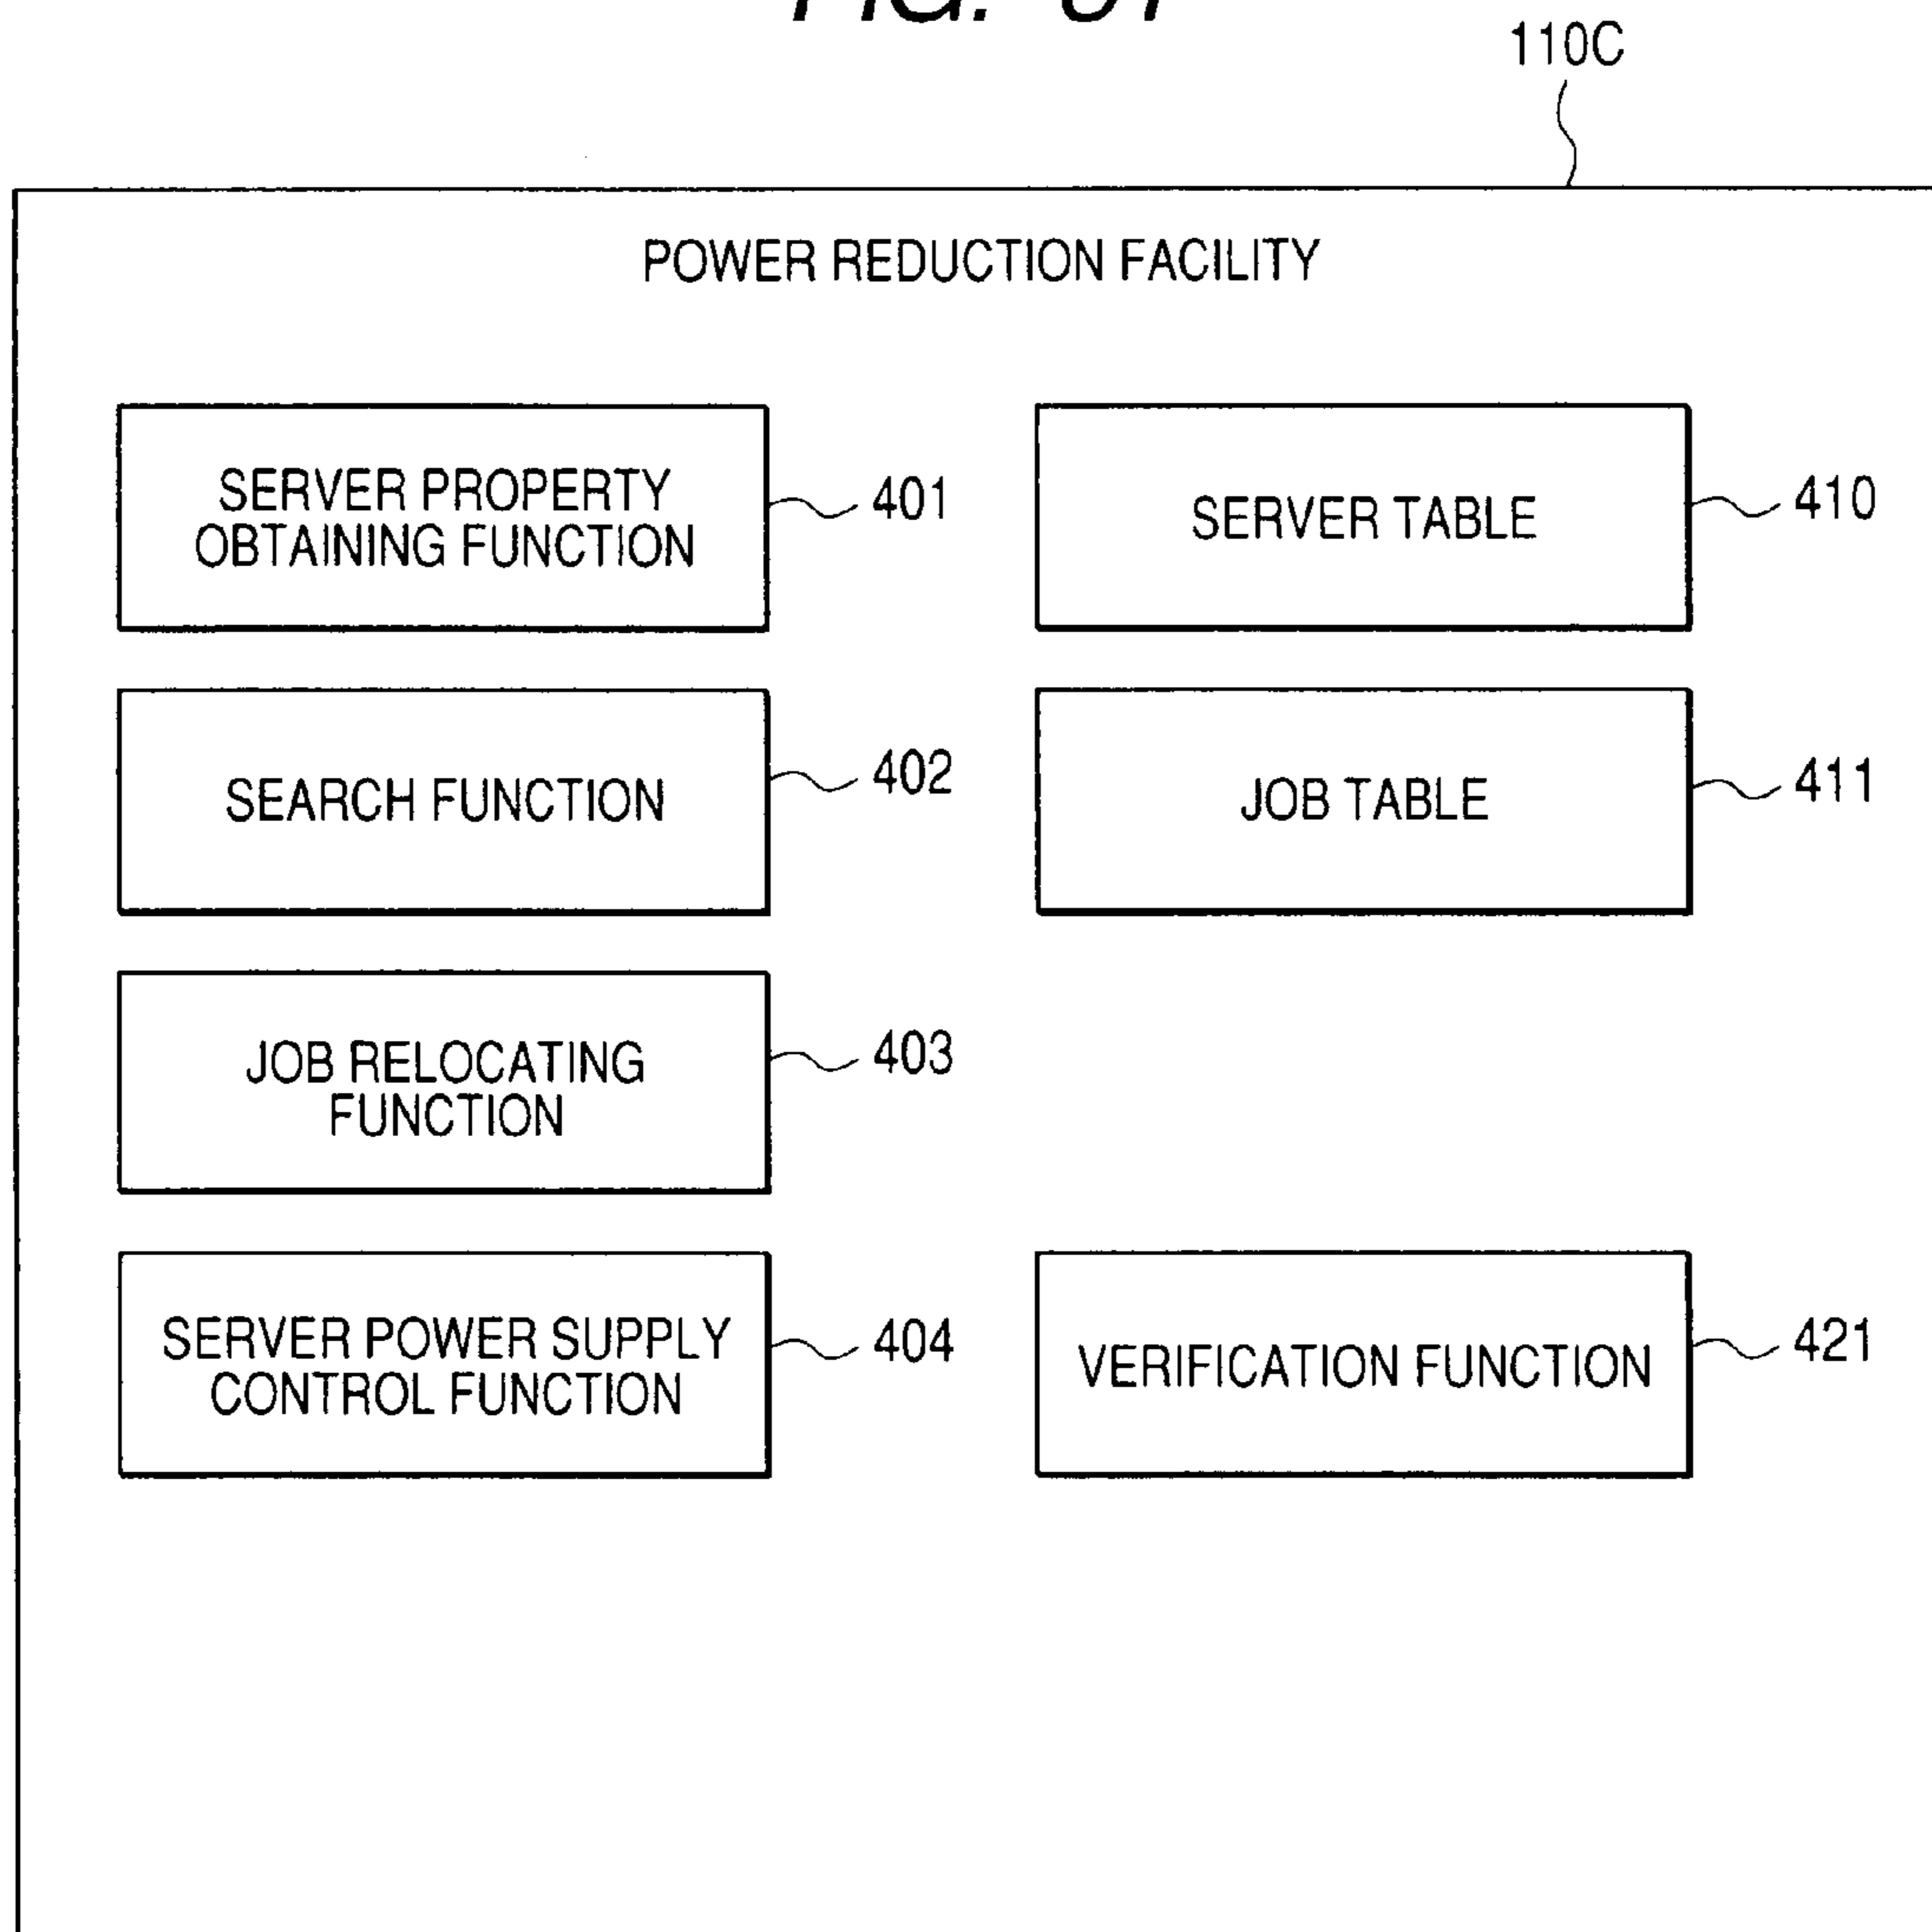 110C
POWER REDUCTION FACILITY
SERVER PROPERTY
OBTAINING FUNCTION
401
SERVER TABLE
410
SEARCH FUNCTION
402
JOB TABLE
411
JOB RELOCATING
FUNCTION
403
SERVER POWER SUPPLY
CONTROL FUNCTION
404
VERIFICATION FUNCTION
421